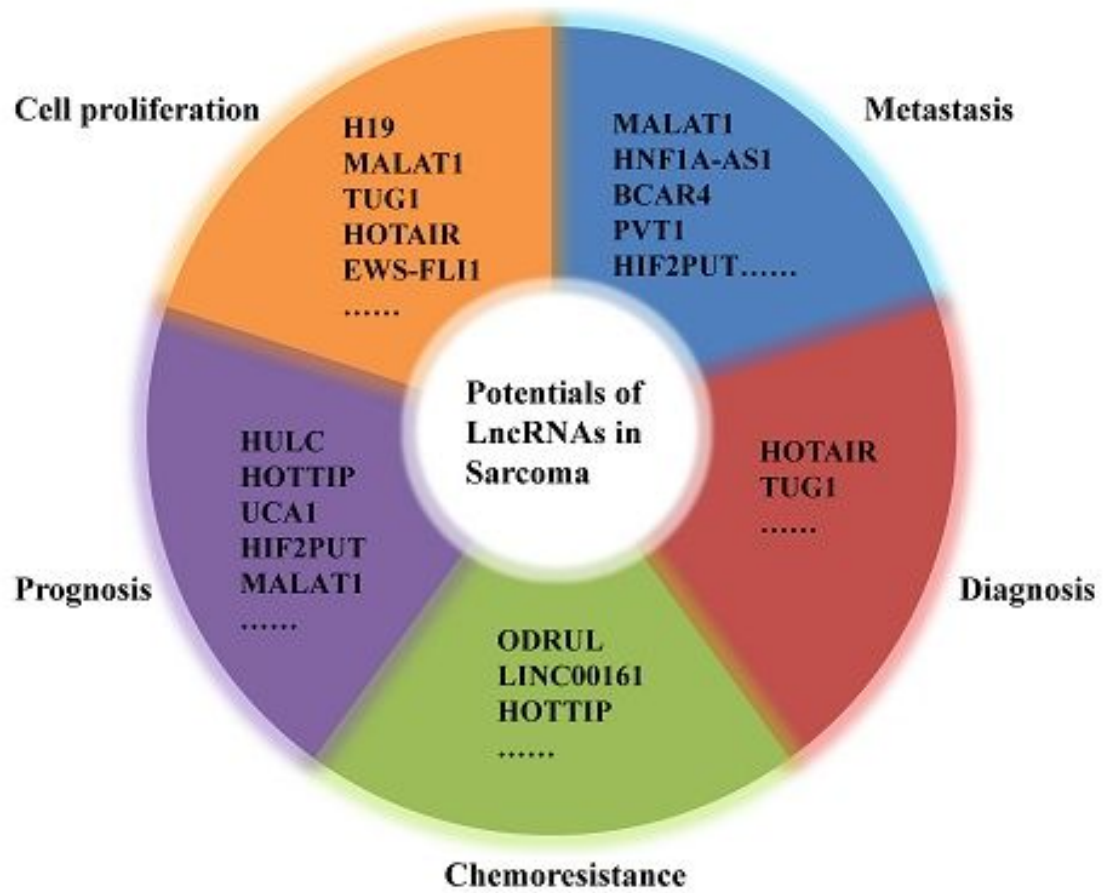 Cell proliferation
H19
MALAT1
TUG1
HOTAIR
EWS-FLI1
......
Metastasis
MALAT1
HNF1A-AS1
BCAR4
PVT1
HIF2PUT......
Potentials of
LncRNAs in
Sarcoma
HOTAIR
TUG1
......
Diagnosis
Prognosis
HULC
HOTTIP
UCA1
HIF2PUT
MALAT1
......
ODRUL
LINC00161
HOTTIP
......
Chemoresistance